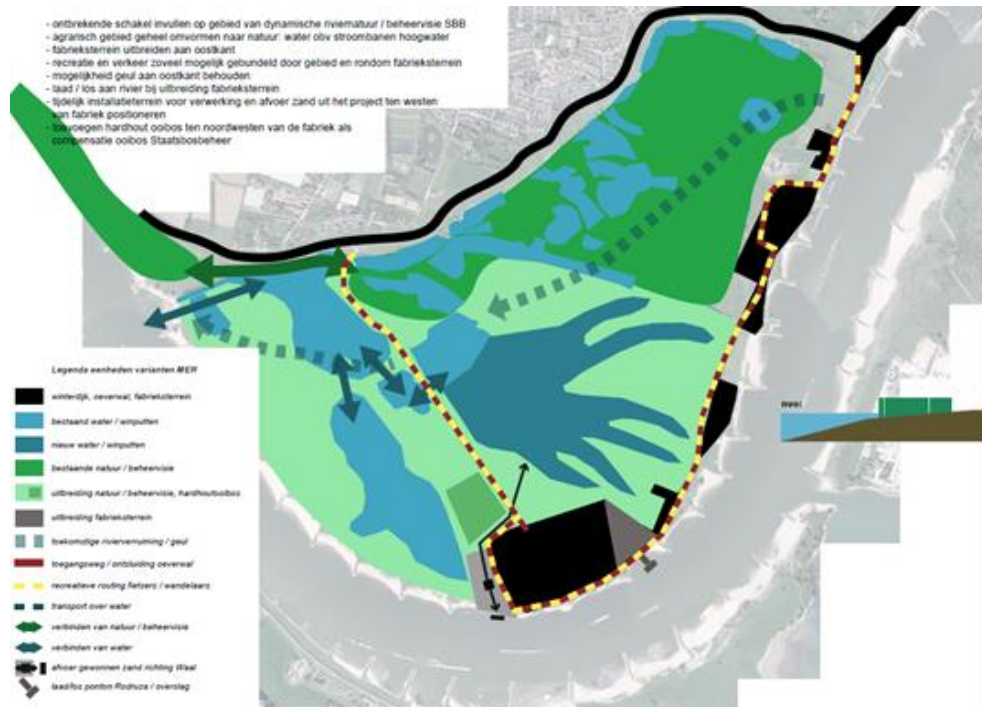 - ontbrekende schakel invullen op gebied van dynamische riviernatuur / beheervisie SBB
- agrarisch gebied geheel omvormen naar natuur: water obv stroombanen hoogwater
- fabrieksterrein uitbreiden aan oostkant
- recreatie en verkeer zoveel mogelijk gebundeld door gebied en rondom fabrieksterrein
- mogelijkheid geul aan oostkant behouden
- laad / los aan rivier bij uitbreiding fabrieksterrein
- tijdelijk installatieterrein voor verwerking en afvoer zand uit het project ten westen
van fabriek positioneren
- toevoegen hardhout ooibos ten noordwesten van de fabriek als
compensatie ooibos Staatsbosbeheer
Legenda eenheden varianten MER
winterdijk, oeverwal, fabrieksterrein
bestaand water / winputten
nieuw water / winputten
bestaande natuur / beheervisie
uitbreiding natuur / beheervisie, hardhoutooibos
uitbreiding fabrieksterrein
toekomstige rivierverruiming / geul
toegangsweg / ontsluiting oeverwal
recreatieve routing fietsers / wandelaars
transport over water
verbinden van natuur / beheervisie
verbinden van water
afvoer gewonnen zand richting Waal
laad/los ponton Rodruza / overslag